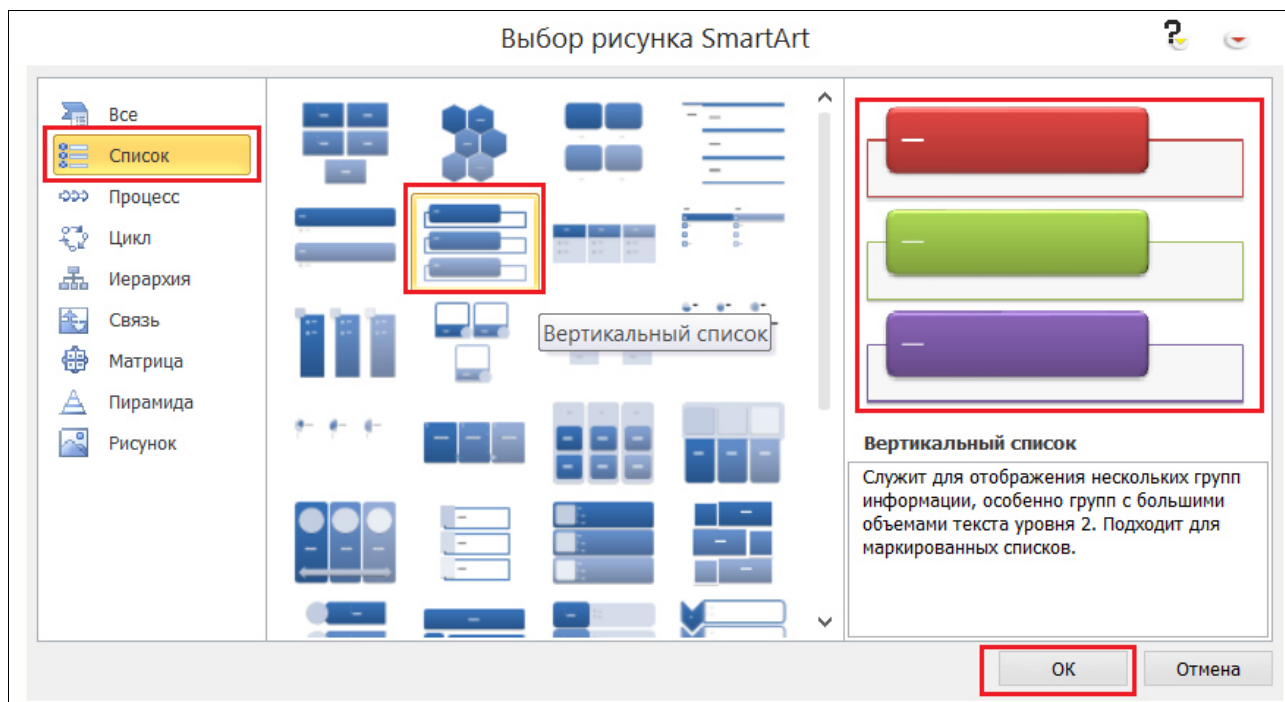 Выбор рисунка SmartArt
?
Все
Список
Процесс
Цикл
Иерархия
Связь
Матрица
Пирамида
Рисунок
Вертикальный список
Вертикальный список
Служит для отображения нескольких групп
информации, особенно групп с большими
объемами текста уровня 2. Подходит для
маркированных списков.
ОК
Отмена